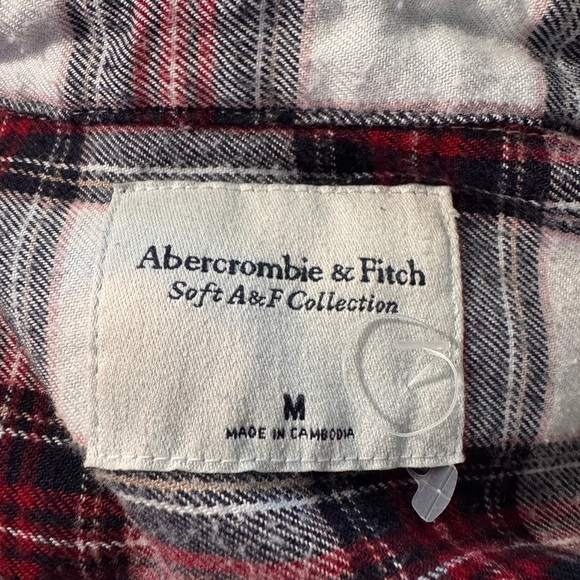 Abercrombie & Fitch
Soft A&F Collection
M
MADE IN CAMBODIA